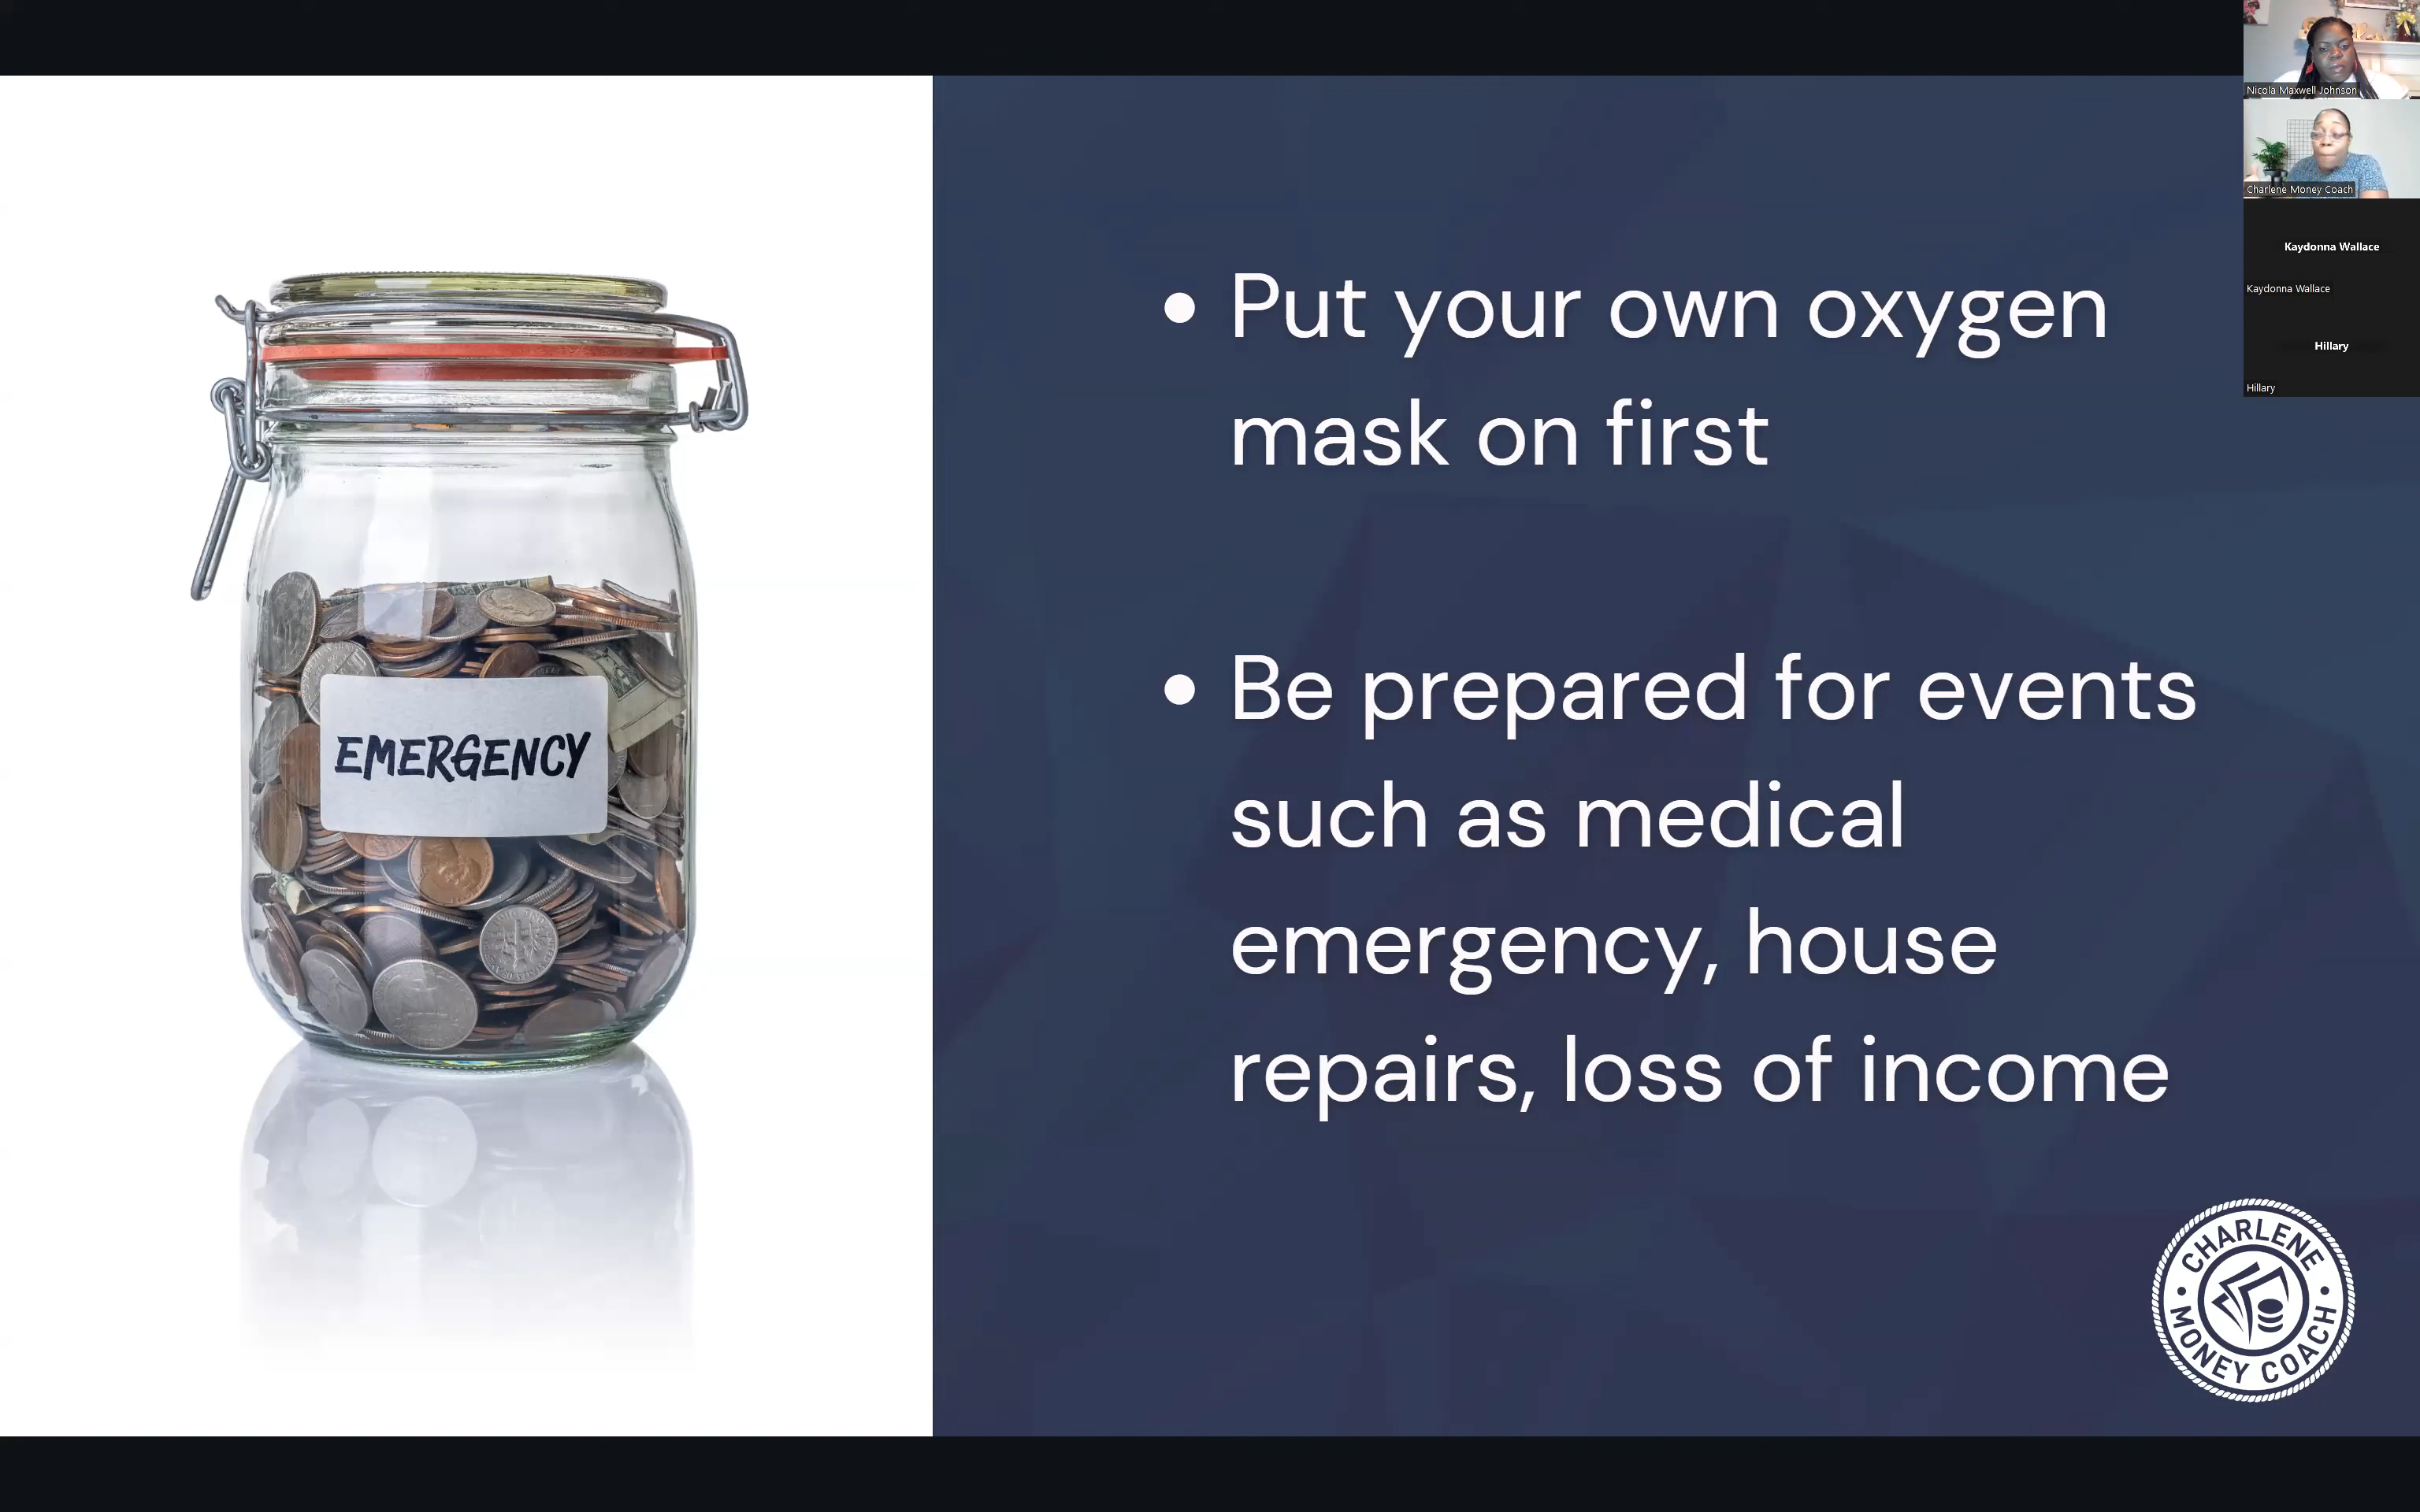 Nicola Maxwell Johnson
Charlene Money Coach
Kaydonna Wallace
Kaydonna Wallace
Hillary
Hillary
• Put your own oxygen
mask on first
• Be prepared for events
such as medical
emergency, house
repairs, loss of income
EMERGENCY
CHARLENE
MONEY COACH